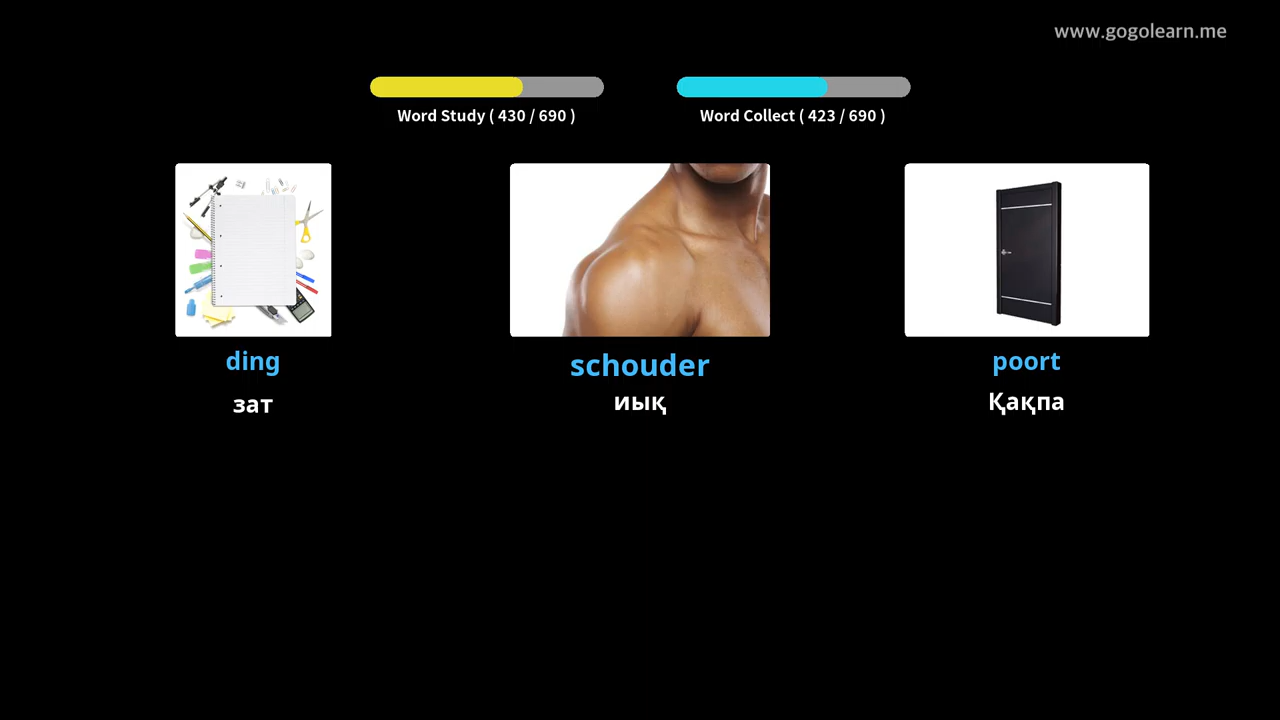 www.gogolearn.me
Word Study ( 430 / 690 )
Word Collect ( 423 / 690 )
ding
schouder
poort
зат
иық
Қақпа